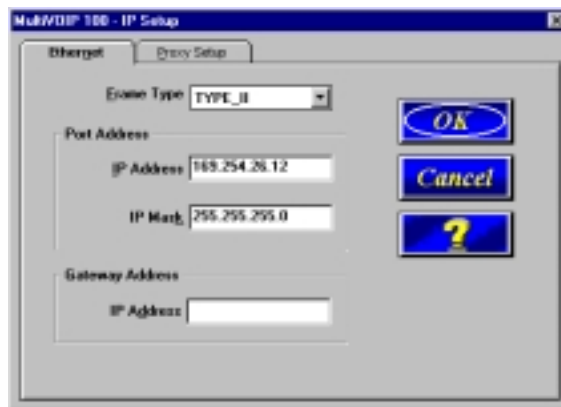 MultiVOIP 100 - IP Setup
Ethernet
Proxy Setup
Frame Type TYPE_II
Port Address
IP Address 169.254.26.12
IP Mask 255.255.255.0
Gateway Address
IP Address
OK
Cancel
?